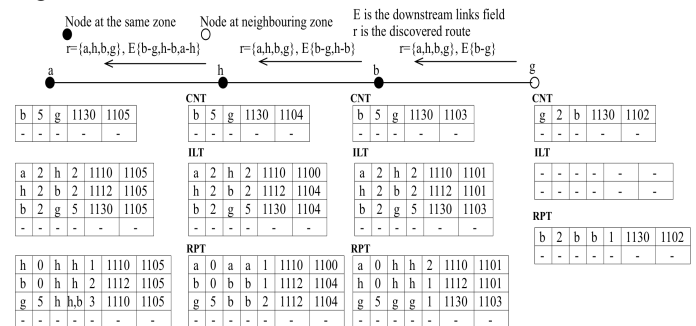 Node at the same zone
Node at neighbouring zone
E is the downstream links field
r is the discovered route
r={a,h,b,g}, E{b-g,h-b,a-h}
r={a,h,b,g}, E{b-g,h-b}
r={a,h,b,g}, E{b-g}
a h b g
b 5 g 1130 1105
- - - - -
a 2 h 2 1110 1105
h 2 b 2 1112 1105
b 2 g 5 1130 1105
- - - - - -
h 0 h h 1 1110 1105
b 0 h h 2 1112 1105
g 5 h h,b 3 1110 1105
- - - - - - -
CNT
b 5 g 1130 1104
- - - - -
ILT
a 2 h 2 1110 1100
h 2 b 2 1112 1104
b 2 g 5 1130 1104
- - - - - -
RPT
a 0 a a 1 1110 1100
b 0 b b 1 1112 1104
g 5 b b 2 1112 1104
- - - - - - -
CNT
b 5 g 1130 1103
- - - - -
ILT
a 2 h 2 1110 1101
h 2 b 2 1112 1101
b 2 g 5 1130 1103
- - - - - -
RPT
a 0 h h 2 1110 1101
h 0 h h 1 1112 1101
g 5 g g 1 1130 1103
- - - - - - -
CNT
g 2 b 1130 1102
- - - - -
ILT
- - - - - -
- - - - - -
RPT
b 2 b b 1 1130 1102
- - - - - - -